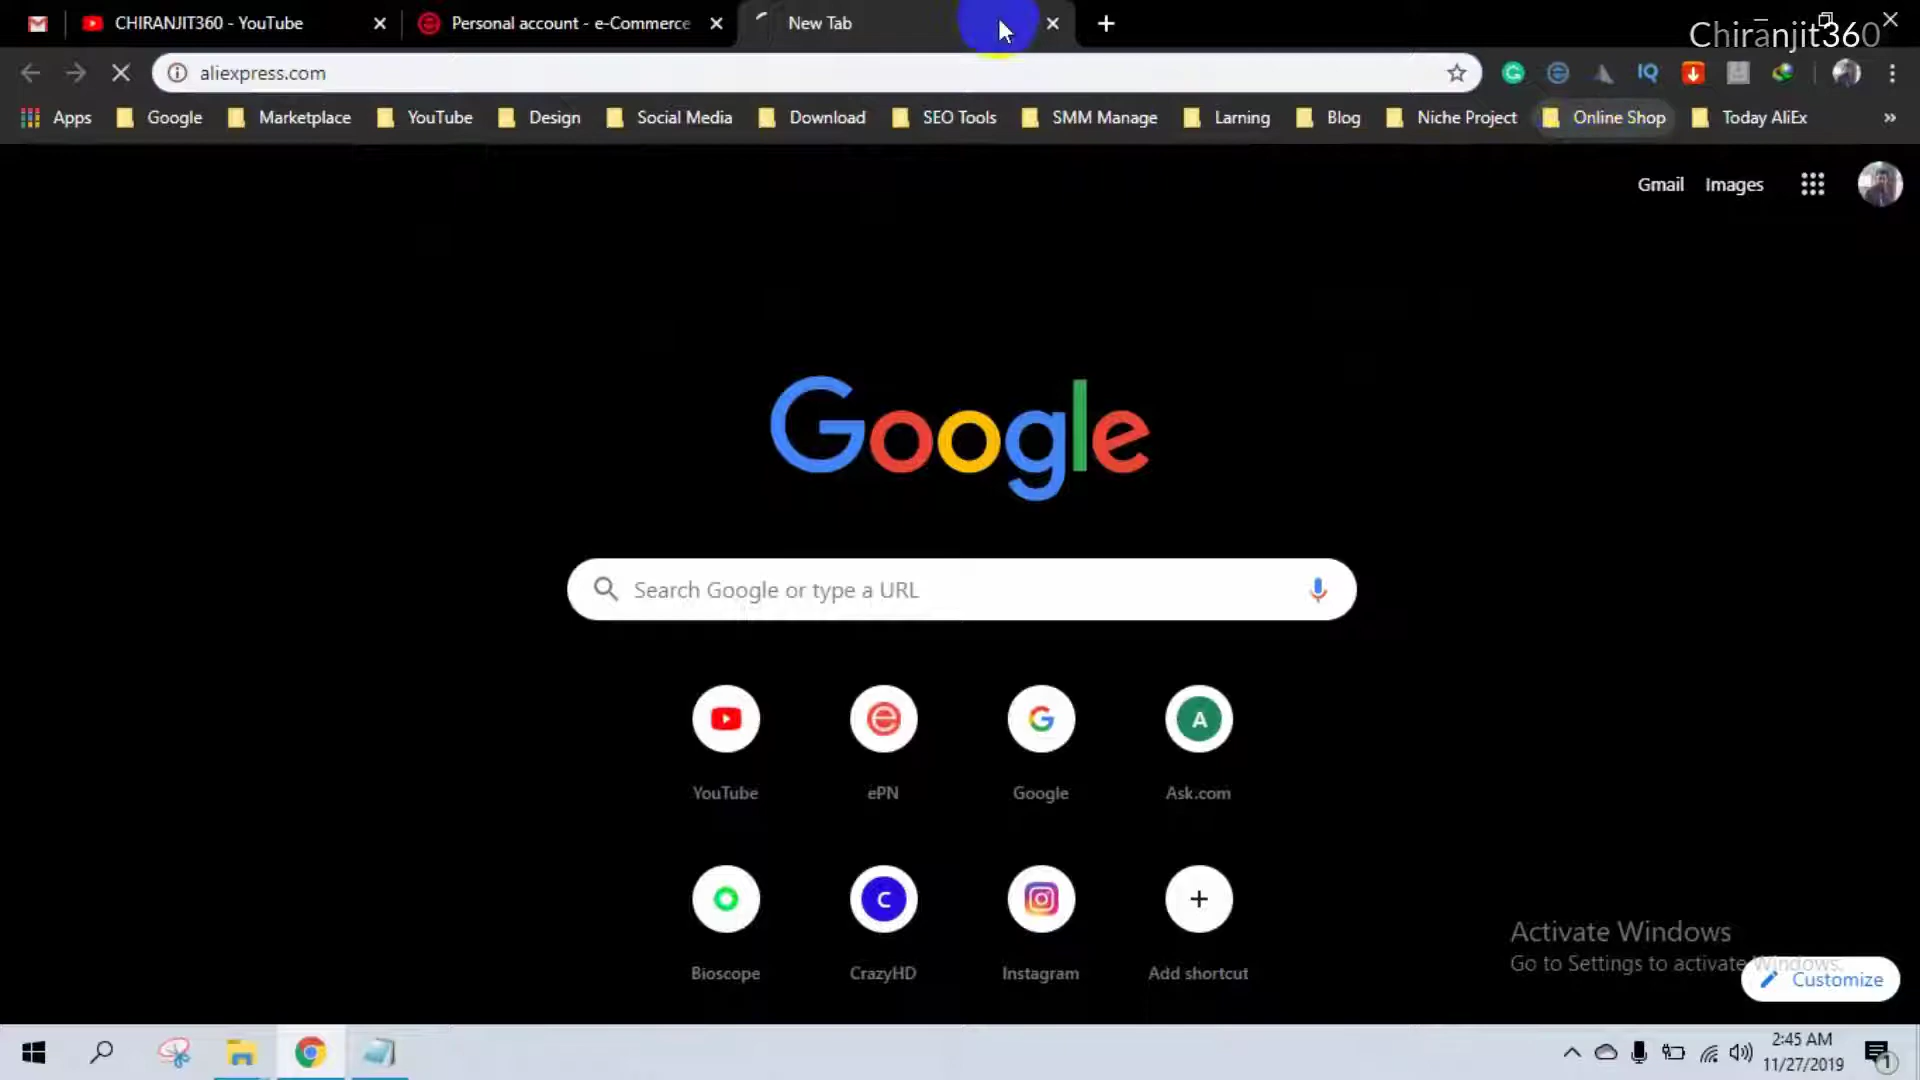 CHIRANJIT360 - YouTube
Personal account - e-Commerce
New Tab
Chiranjit360
aliexpress.com
IQ
Apps
Google
Marketplace
YouTube
Design
Social Media
Download
SEO Tools
SMM Manage
Larning
Blog
Niche Project
Online Shop
Today AliEx
Gmail
Images
Google
Search Google or type a URL
YouTube
ePN
Google
A
Ask.com
Bioscope
C
CrazyHD
Instagram
Add shortcut
Activate Windows
Go to Settings to activate Windows.
Customize
2:45 AM
11/27/2019
1